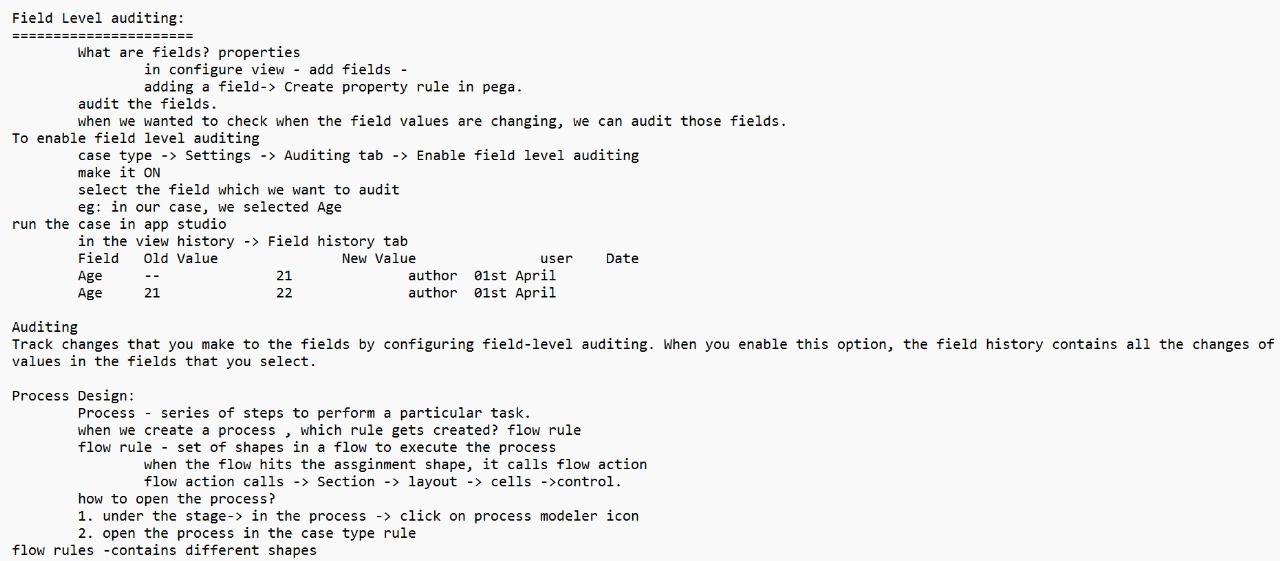 Field Level auditing:
======================
What are fields? properties
in configure view - add fields -
adding a field-> Create property rule in pega.
audit the fields.
when we wanted to check when the field values are changing, we can audit those fields.
To enable field level auditing
case type -> Settings -> Auditing tab -> Enable field level auditing
make it ON
select the field which we want to audit
eg: in our case, we selected Age
run the case in app studio
in the view history -> Field history tab
Field Old Value New Value user Date
Age -- 21 author 01st April
Age 21 22 author 01st April
Auditing
Track changes that you make to the fields by configuring field-level auditing. When you enable this option, the field history contains all the changes of
values in the fields that you select.
Process Design:
Process - series of steps to perform a particular task.
when we create a process , which rule gets created? flow rule
flow rule - set of shapes in a flow to execute the process
when the flow hits the assginment shape, it calls flow action
flow action calls -> Section -> layout -> cells ->control.
how to open the process?
1. under the stage-> in the process -> click on process modeler icon
2. open the process in the case type rule
flow rules -contains different shapes